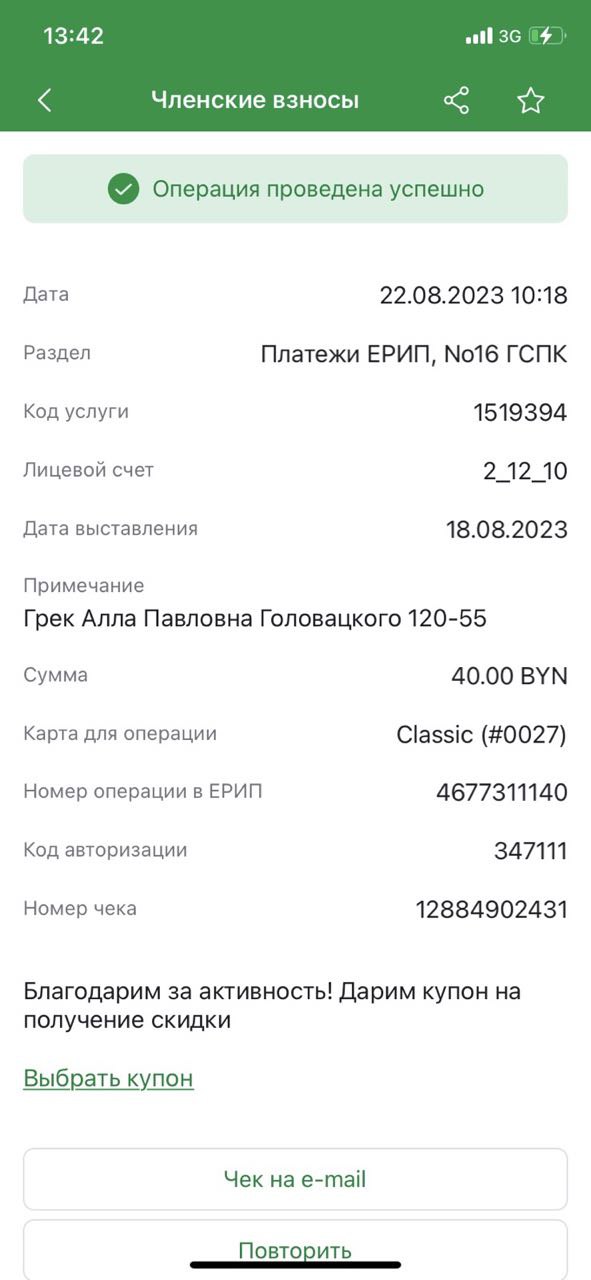 13:42
3G
Членские взносы
Операция проведена успешно
Дата 22.08.2023 10:18
Раздел Платежи ЕРИП, No16 ГСПК
Код услуги 1519394
Лицевой счет 2_12_10
Дата выставления 18.08.2023
Примечание
Грек Алла Павловна Головацкого 120-55
Сумма 40.00 BYN
Карта для операции Classic (#0027)
Номер операции в ЕРИП 4677311140
Код авторизации 347111
Номер чека 12884902431
Благодарим за активность! Дарим купон на
получение скидки
Выбрать купон
Чек на e-mail
Повторить